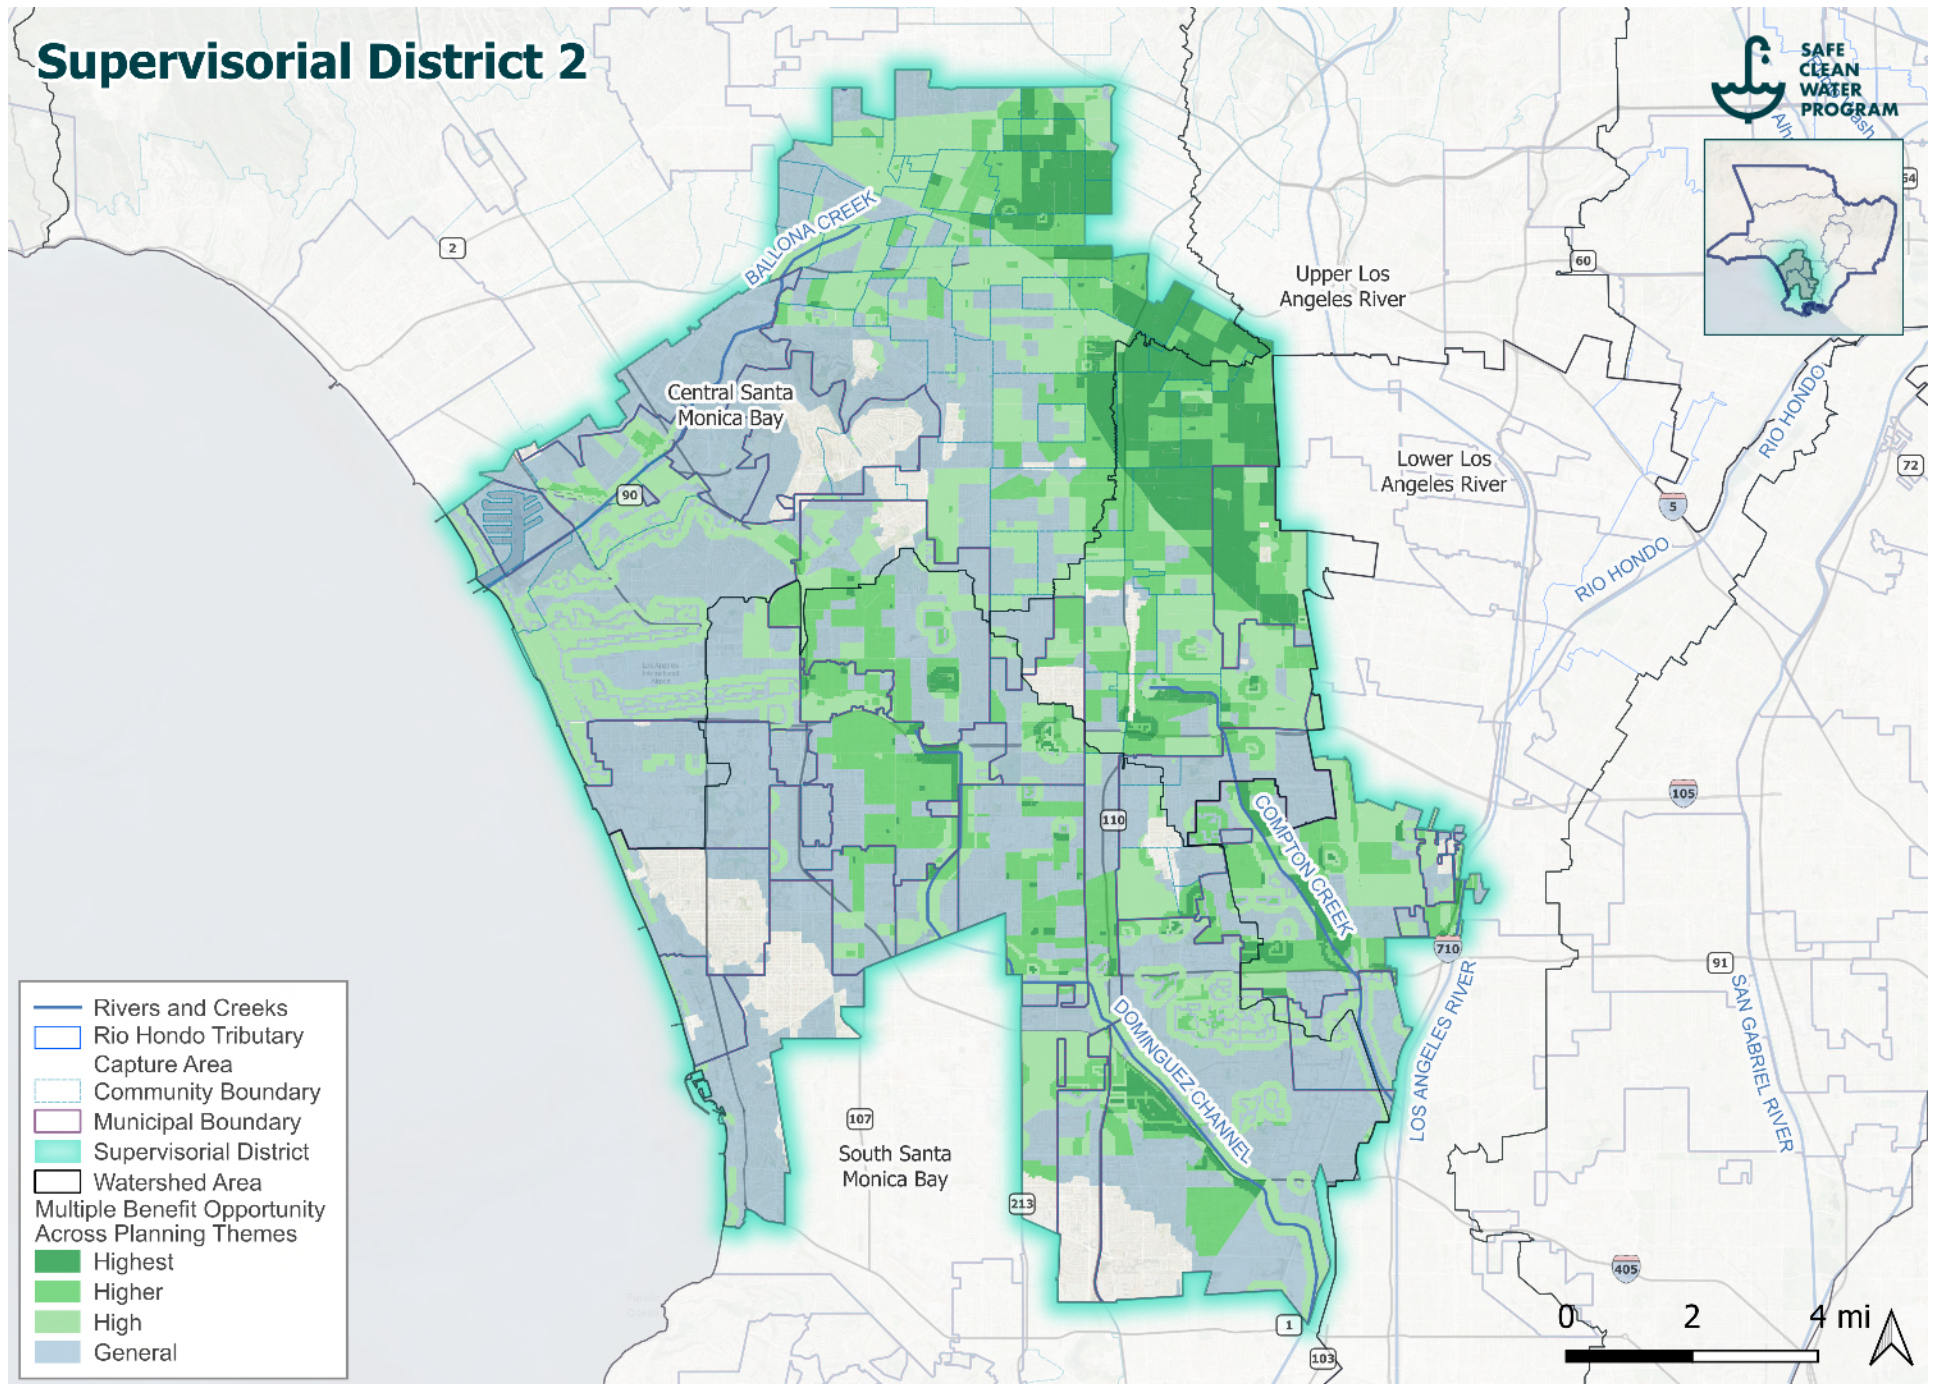 Supervisorial District 2
SAFE
CLEAN
WATER
PROGRAM
2
60
5
72
90
105
110
710
91
107
213
405
1
103
BALLONA CREEK
Upper Los
Angeles River
Central Santa
Monica Bay
Lower Los
Angeles River
RIO HONDO
RIO HONDO
COMPTON CREEK
DOMINGUEZ CHANNEL
LOS ANGELES RIVER
SAN GABRIEL RIVER
South Santa
Monica Bay
Los Angeles
International
Airport
Rivers and Creeks
Rio Hondo Tributary
Capture Area
Community Boundary
Municipal Boundary
Supervisorial District
Watershed Area
Multiple Benefit Opportunity
Across Planning Themes
Highest
Higher
High
General
0 2 4 mi